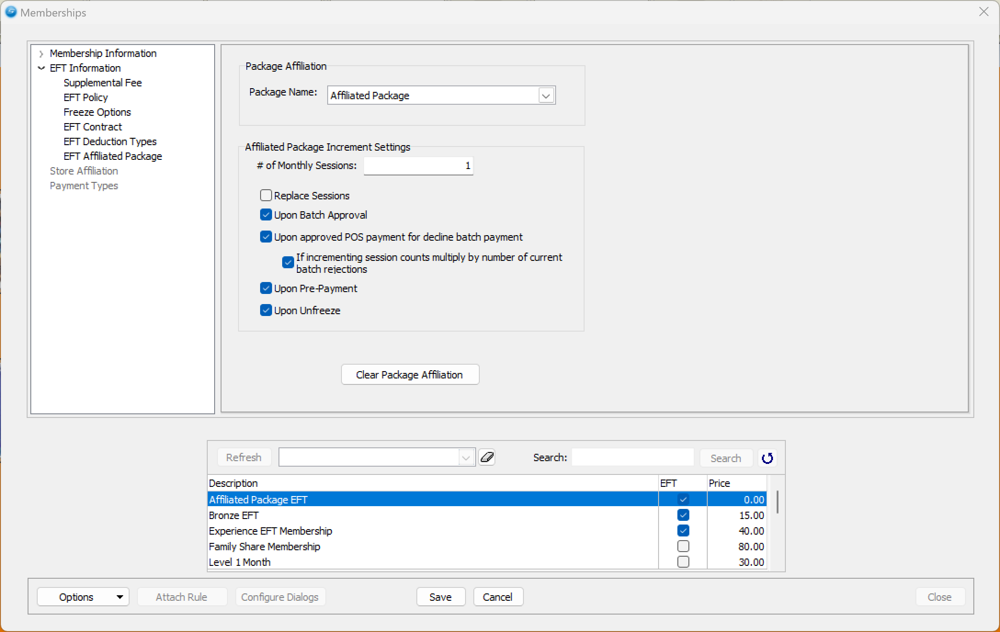 Memberships
Membership Information
EFT Information
Supplemental Fee
EFT Policy
Freeze Options
EFT Contract
EFT Deduction Types
EFT Affiliated Package
Store Affiliation
Payment Types
Package Affiliation
Package Name: Affiliated Package
Affiliated Package Increment Settings
# of Monthly Sessions: 1
Replace Sessions
Upon Batch Approval
Upon approved POS payment for decline batch payment
If incrementing session counts multiply by number of current
batch rejections
Upon Pre-Payment
Upon Unfreeze
Clear Package Affiliation
Refresh Search: Search
Description EFT Price
Affiliated Package EFT 0.00
Bronze EFT 15.00
Experience EFT Membership 40.00
Family Share Membership 80.00
Level 1 Month 30.00
Options Attach Rule Configure Dialogs Save Cancel Close